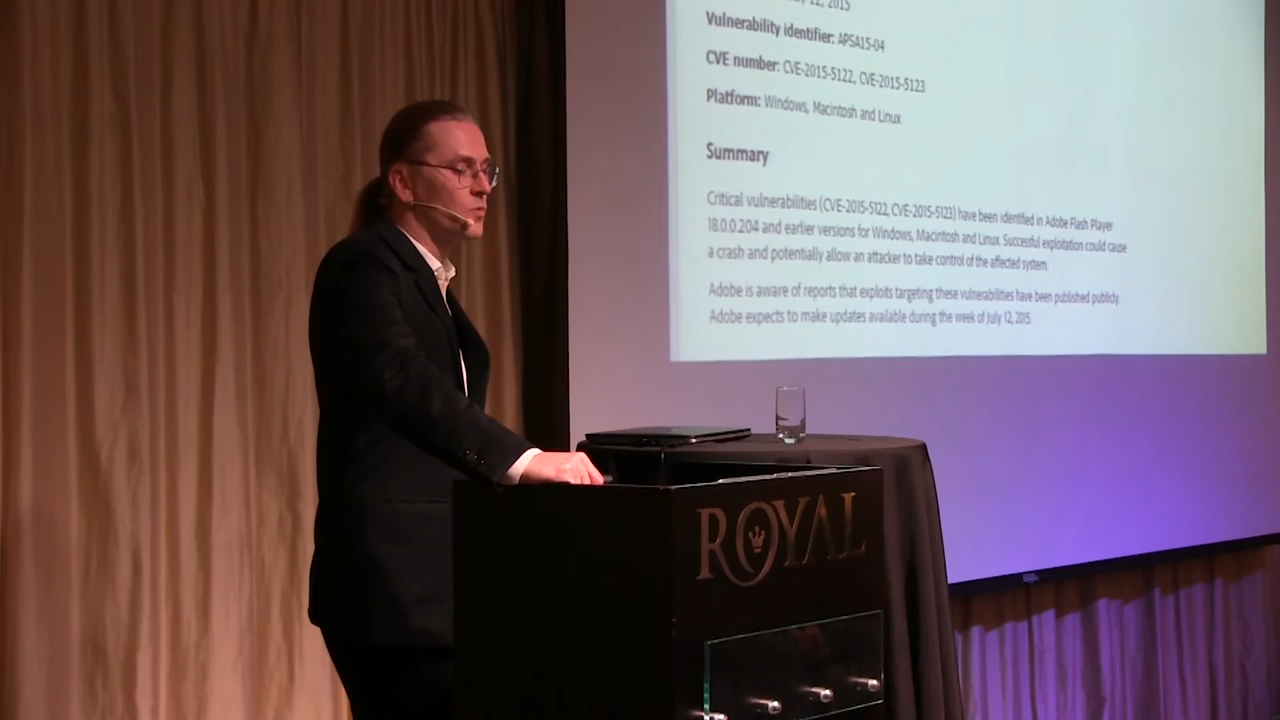 12, 2015
Vulnerability identifier: APSA15-04
CVE number: CVE-2015-5122, CVE-2015-5123
Platform: Windows, Macintosh and Linux
Summary
Critical vulnerabilities (CVE-2015-5122, CVE-2015-5123) have been identified in Adobe Flash Player
18.0.0.204 and earlier versions for Windows, Macintosh and Linux. Successful exploitation could cause
a crash and potentially allow an attacker to take control of the affected system.
Adobe is aware of reports that exploits targeting these vulnerabilities have been published publicly.
Adobe expects to make updates available during the week of July 12, 2015.
ROYAL